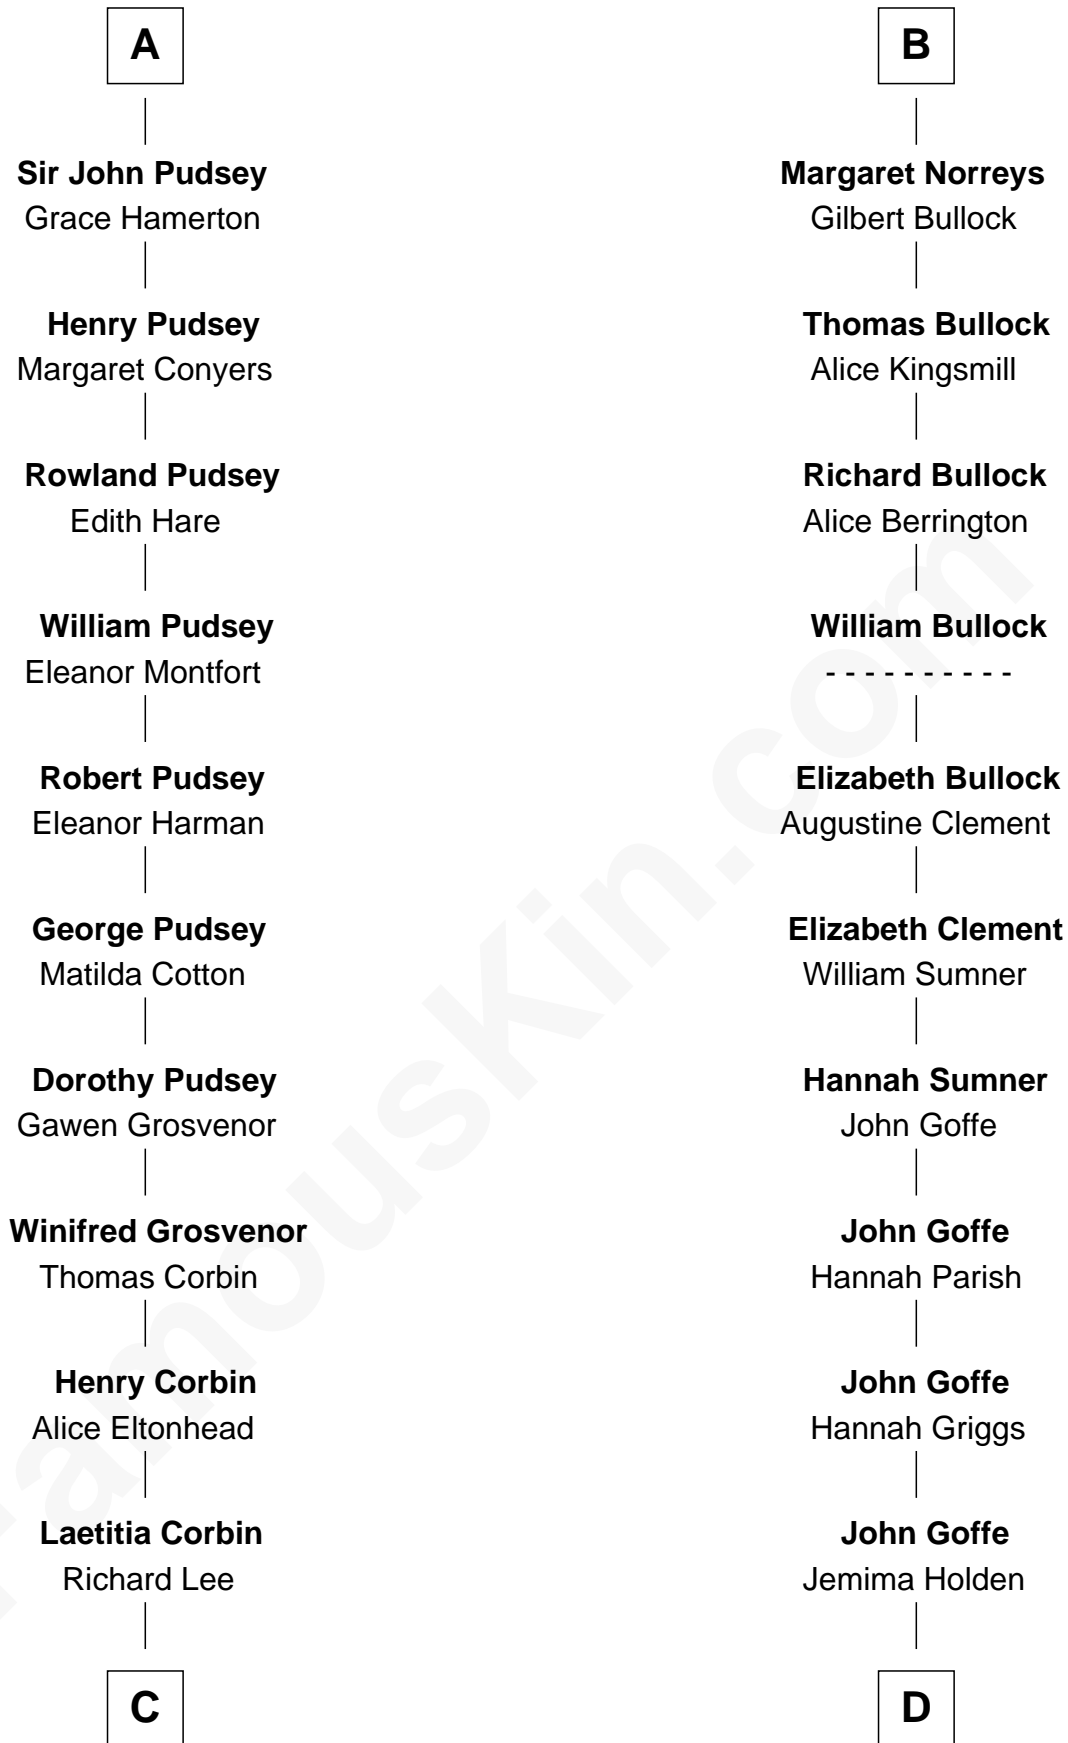 A
Sir John Pudsey
Grace Hamerton
Henry Pudsey
Margaret Conyers
Rowland Pudsey
Edith Hare
William Pudsey
Eleanor Montfort
Robert Pudsey
Eleanor Harman
George Pudsey
Matilda Cotton
Dorothy Pudsey
Gawen Grosvenor
Winifred Grosvenor
Thomas Corbin
Henry Corbin
Alice Eltonhead
Laetitia Corbin
Richard Lee
C
B
Margaret Norreys
Gilbert Bullock
Thomas Bullock
Alice Kingsmill
Richard Bullock
Alice Berrington
William Bullock
- - - - - - - - - -
Elizabeth Bullock
Augustine Clement
Elizabeth Clement
William Sumner
Hannah Sumner
John Goffe
John Goffe
Hannah Parish
John Goffe
Hannah Griggs
John Goffe
Jemima Holden
D
FamousKin.com